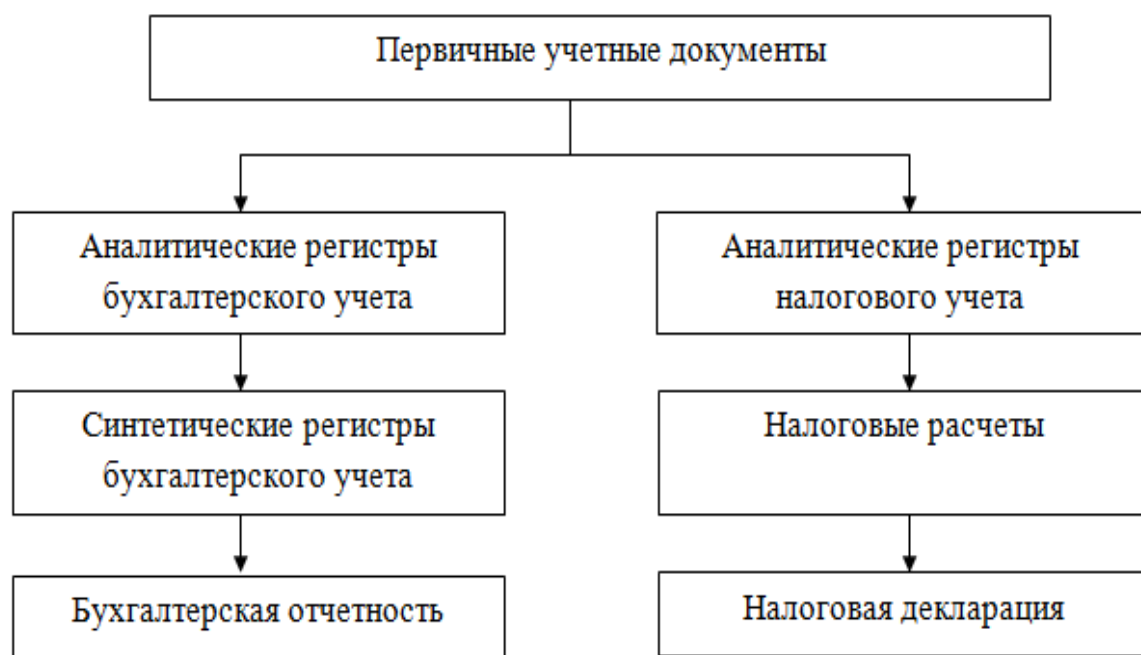 Первичные учетные документы
Аналитические регистры
бухгалтерского учета
Аналитические регистры
налогового учета
Синтетические регистры
бухгалтерского учета
Налоговые расчеты
Бухгалтерская отчетность
Налоговая декларация